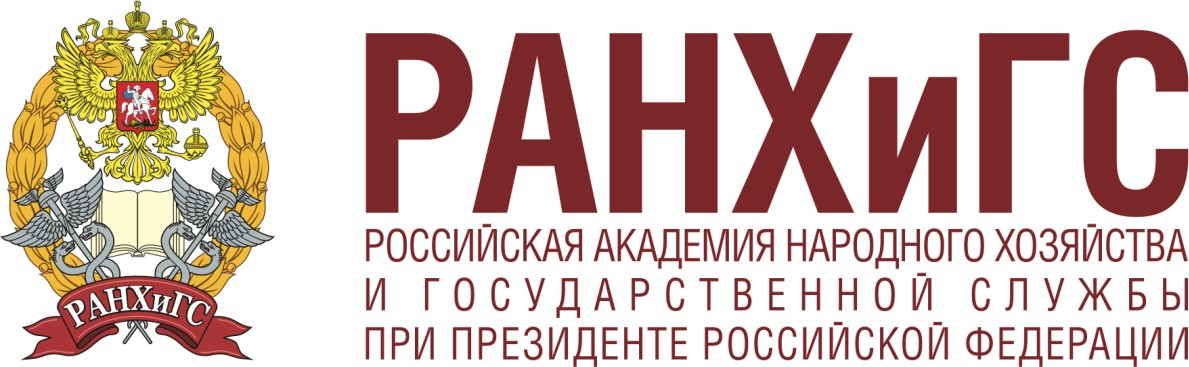 РАНХиГС
РАНХиГС
РОССИЙСКАЯ АКАДЕМИЯ НАРОДНОГО ХОЗЯЙСТВА
И ГОСУДАРСТВЕННОЙ СЛУЖБЫ
ПРИ ПРЕЗИДЕНТЕ РОССИЙСКОЙ ФЕДЕРАЦИИ